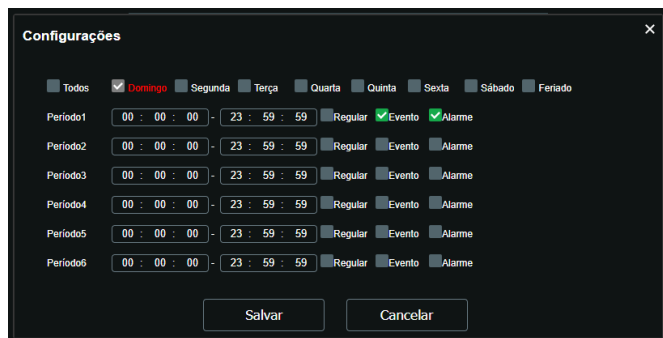 Configurações ×
Todos Domingo Segunda Terça Quarta Quinta Sexta Sábado Feriado
Período1 00 : 00 : 00 - 23 : 59 : 59 Regular Evento Alarme
Período2 00 : 00 : 00 - 23 : 59 : 59 Regular Evento Alarme
Período3 00 : 00 : 00 - 23 : 59 : 59 Regular Evento Alarme
Período4 00 : 00 : 00 - 23 : 59 : 59 Regular Evento Alarme
Período5 00 : 00 : 00 - 23 : 59 : 59 Regular Evento Alarme
Período6 00 : 00 : 00 - 23 : 59 : 59 Regular Evento Alarme
Salvar Cancelar